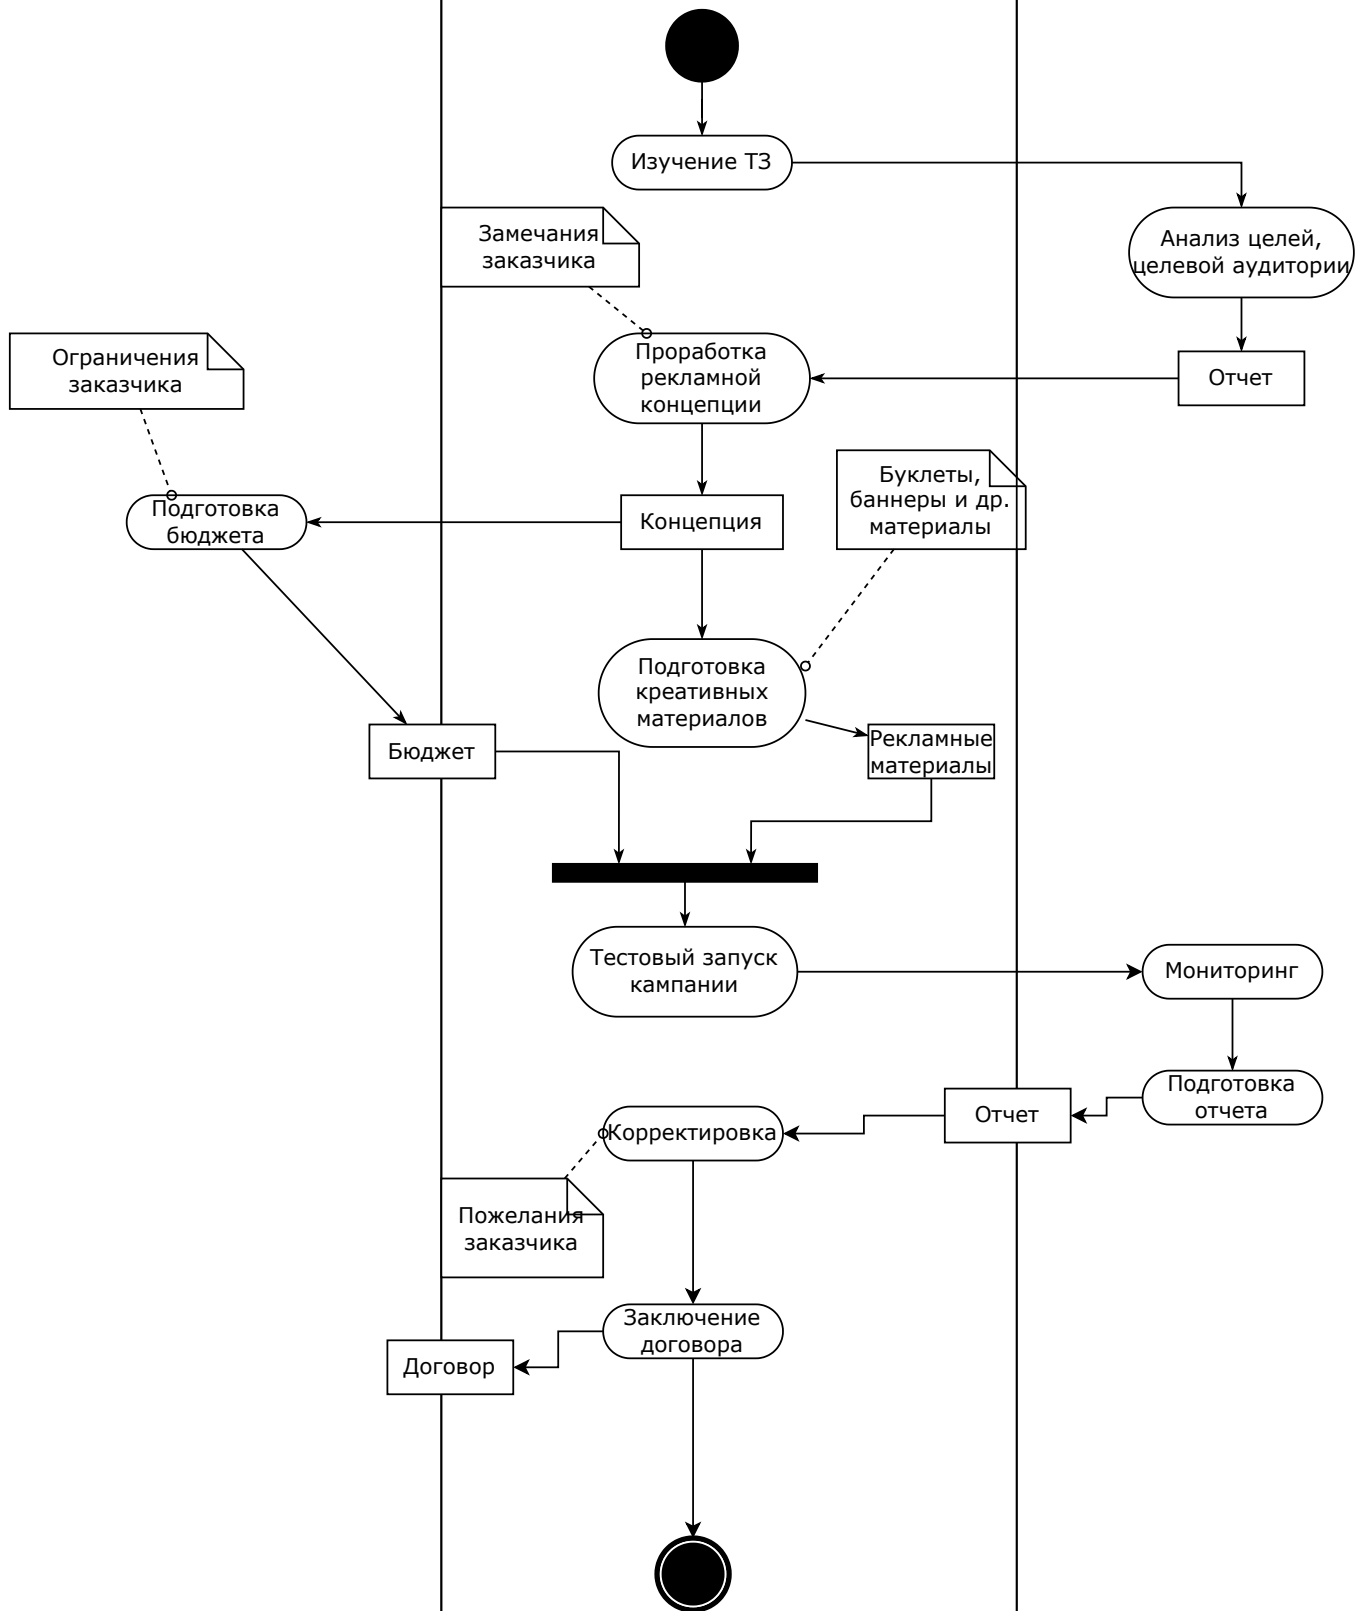 Изучение ТЗ
Замечания
заказчика
Анализ целей,
целевой аудитории
Ограничения
заказчика
Проработка
рекламной
концепции
Отчет
Буклеты,
баннеры и др.
материалы
Подготовка
бюджета
Концепция
Подготовка
креативных
материалов
Бюджет
Рекламные
материалы
Тестовый запуск
кампании
Мониторинг
Подготовка
отчета
Отчет
Корректировка
Пожелания
заказчика
Заключение
договора
Договор